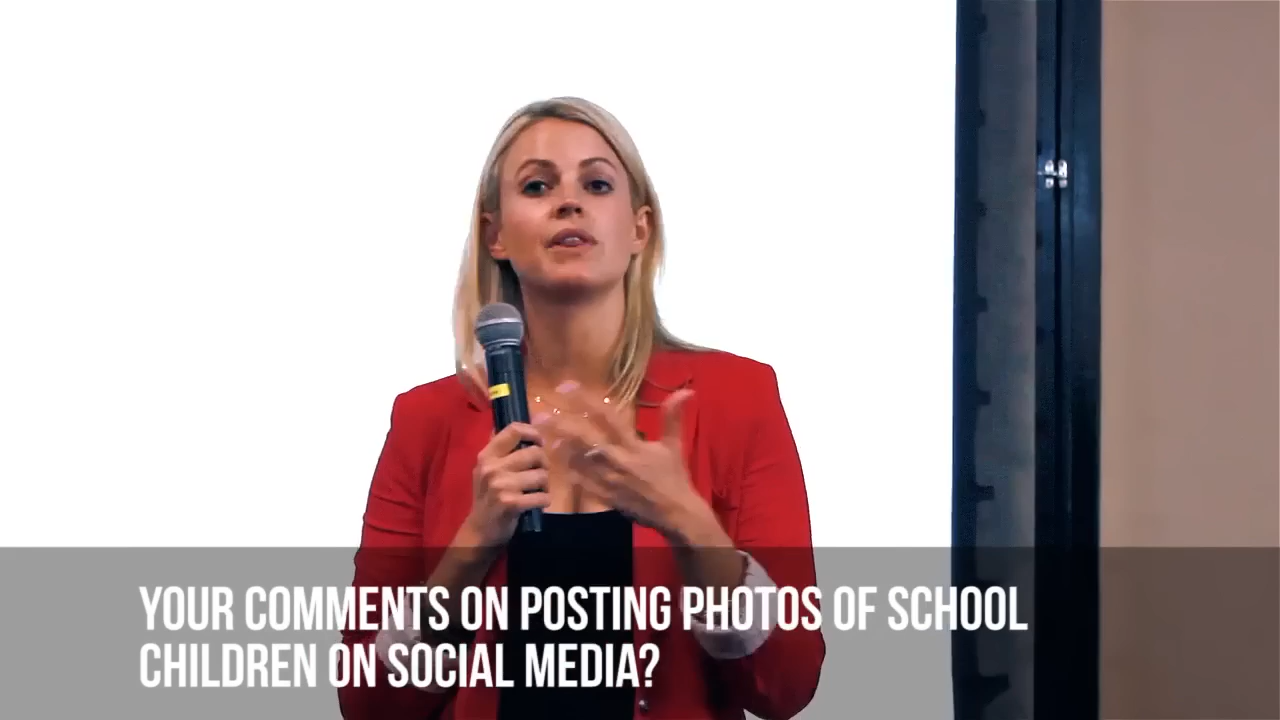 YOUR COMMENTS ON POSTING PHOTOS OF SCHOOL
CHILDREN ON SOCIAL MEDIA?